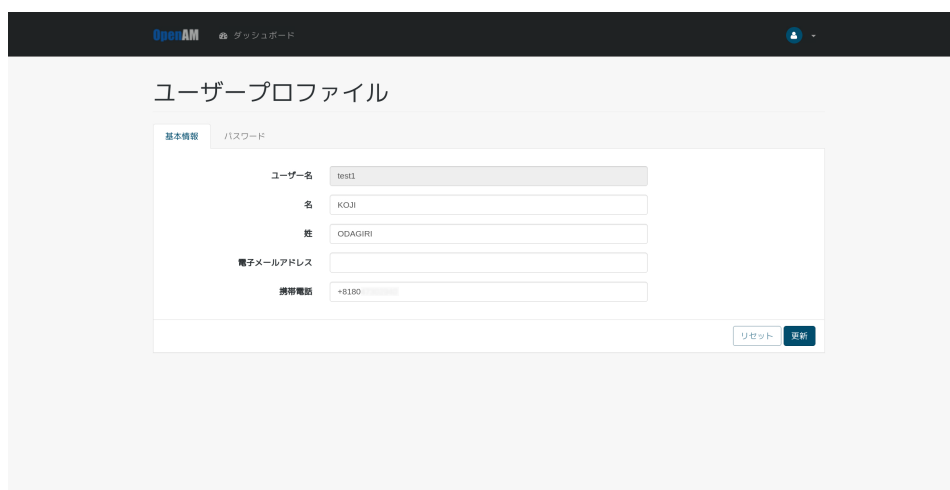 OpenAM ダッシュボード
ユーザープロファイル
基本情報 パスワード
ユーザー名 test1
名 KOJI
姓 ODAGIRI
電子メールアドレス
携帯電話 +8180
リセット 更新